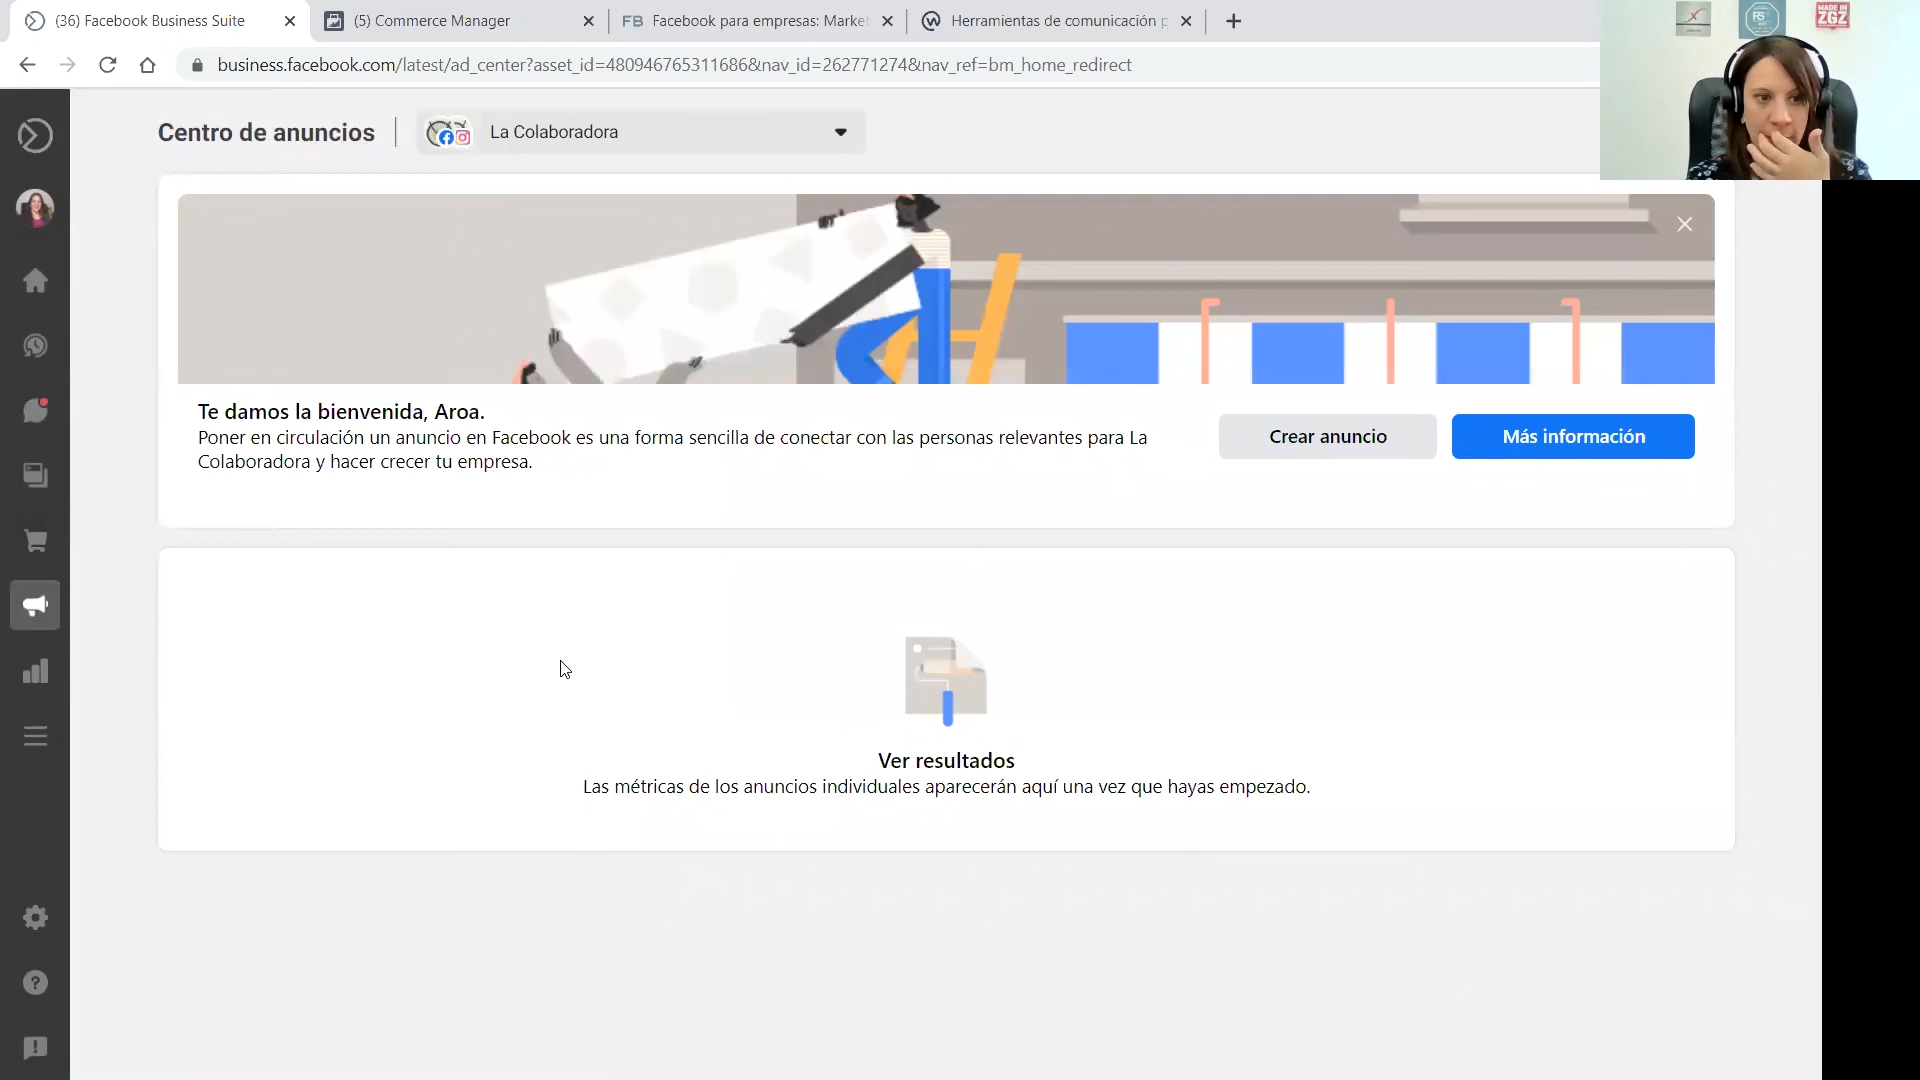 (36) Facebook Business Suite
(5) Commerce Manager
FB Facebook para empresas: Marke
Herramientas de comunicación p
business.facebook.com/latest/ad_center?asset_id=480946765311686&nav_id=262771274&nav_ref=bm_home_redirect
RS
MADE IN
ZGZ
Centro de anuncios
La Colaboradora
Te damos la bienvenida, Aroa.
Poner en circulación un anuncio en Facebook es una forma sencilla de conectar con las personas relevantes para La
Colaboradora y hacer crecer tu empresa.
Crear anuncio
Más información
Ver resultados
Las métricas de los anuncios individuales aparecerán aquí una vez que hayas empezado.